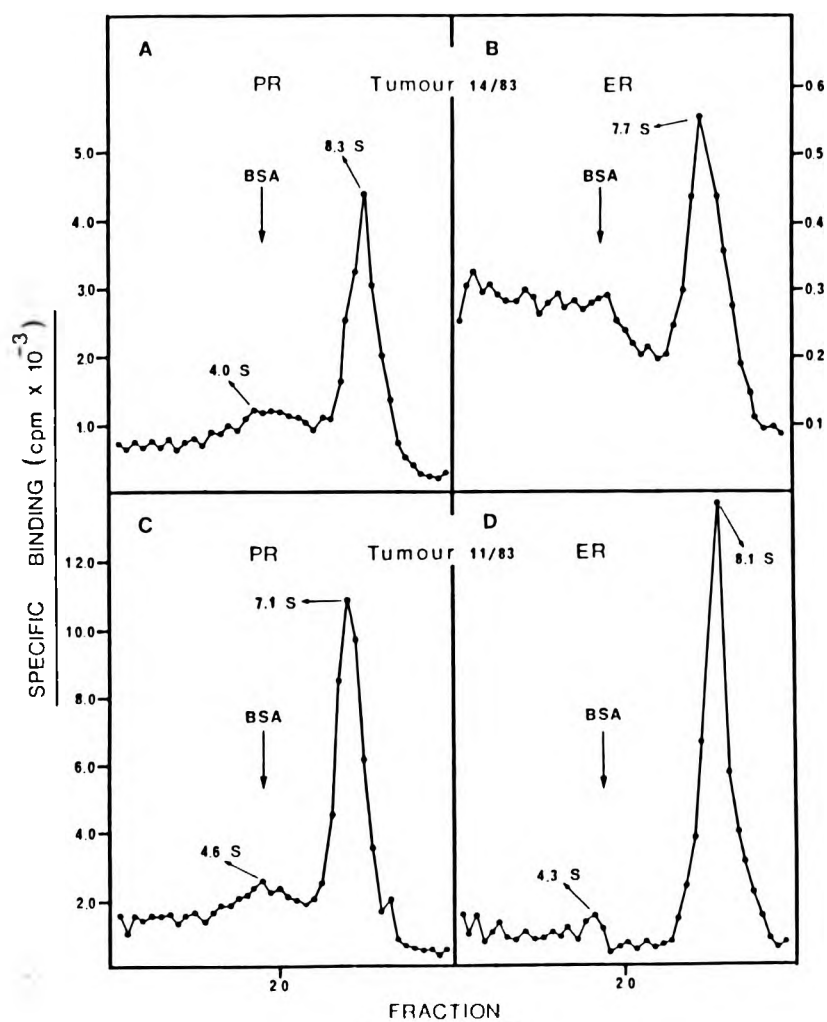 A
B
PR Tumour 14/83 ER
0.6
7.7 S
5.0
8.3 S
0.5
BSA
BSA
4.0
0.4
3.0
0.3
2.0
4.0 S
0.2
1.0
0.1
SPECIFIC BINDING (cpm x 10-3)
C
D
PR Tumour 11/83 ER
12.0
8.1 S
7.1 S
10.0
BSA
BSA
8.0
6.0
4.0
4.6 S
4.3 S
2.0
20
20
FRACTION